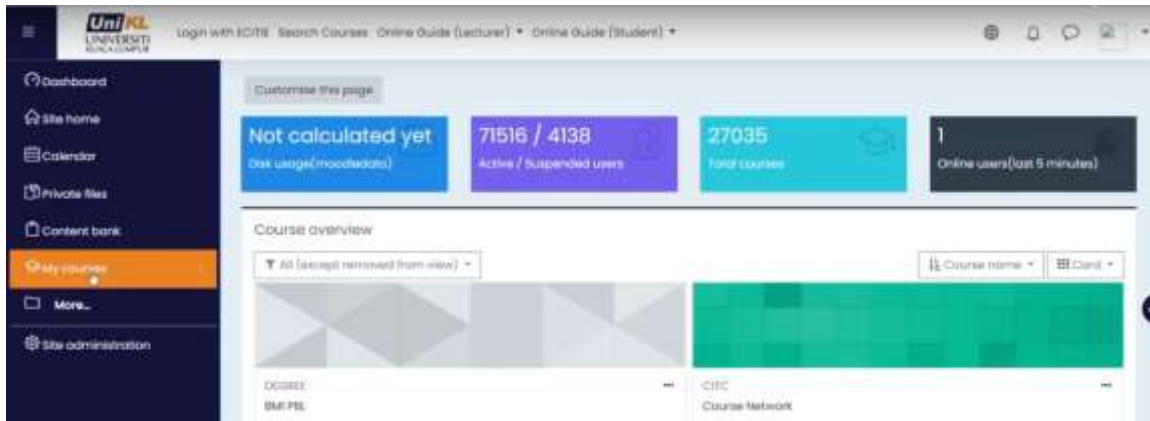 UniKL
UNIVERSITI
KUALA LUMPUR
Login with ECITIE Search Courses Online Guide (Lecturer) Online Guide (Student)
Dashboard
Site home
Calendar
Private files
Content bank
My courses
More...
Site administration
Customise this page
Not calculated yet
Disk usage(moodledata)
71516 / 4138
Active / Suspended users
27035
Total courses
1
Online users(last 5 minutes)
Course overview
All (except removed from view)
Course name
Card
DEGREE
BMI PBL
CITC
Course Network